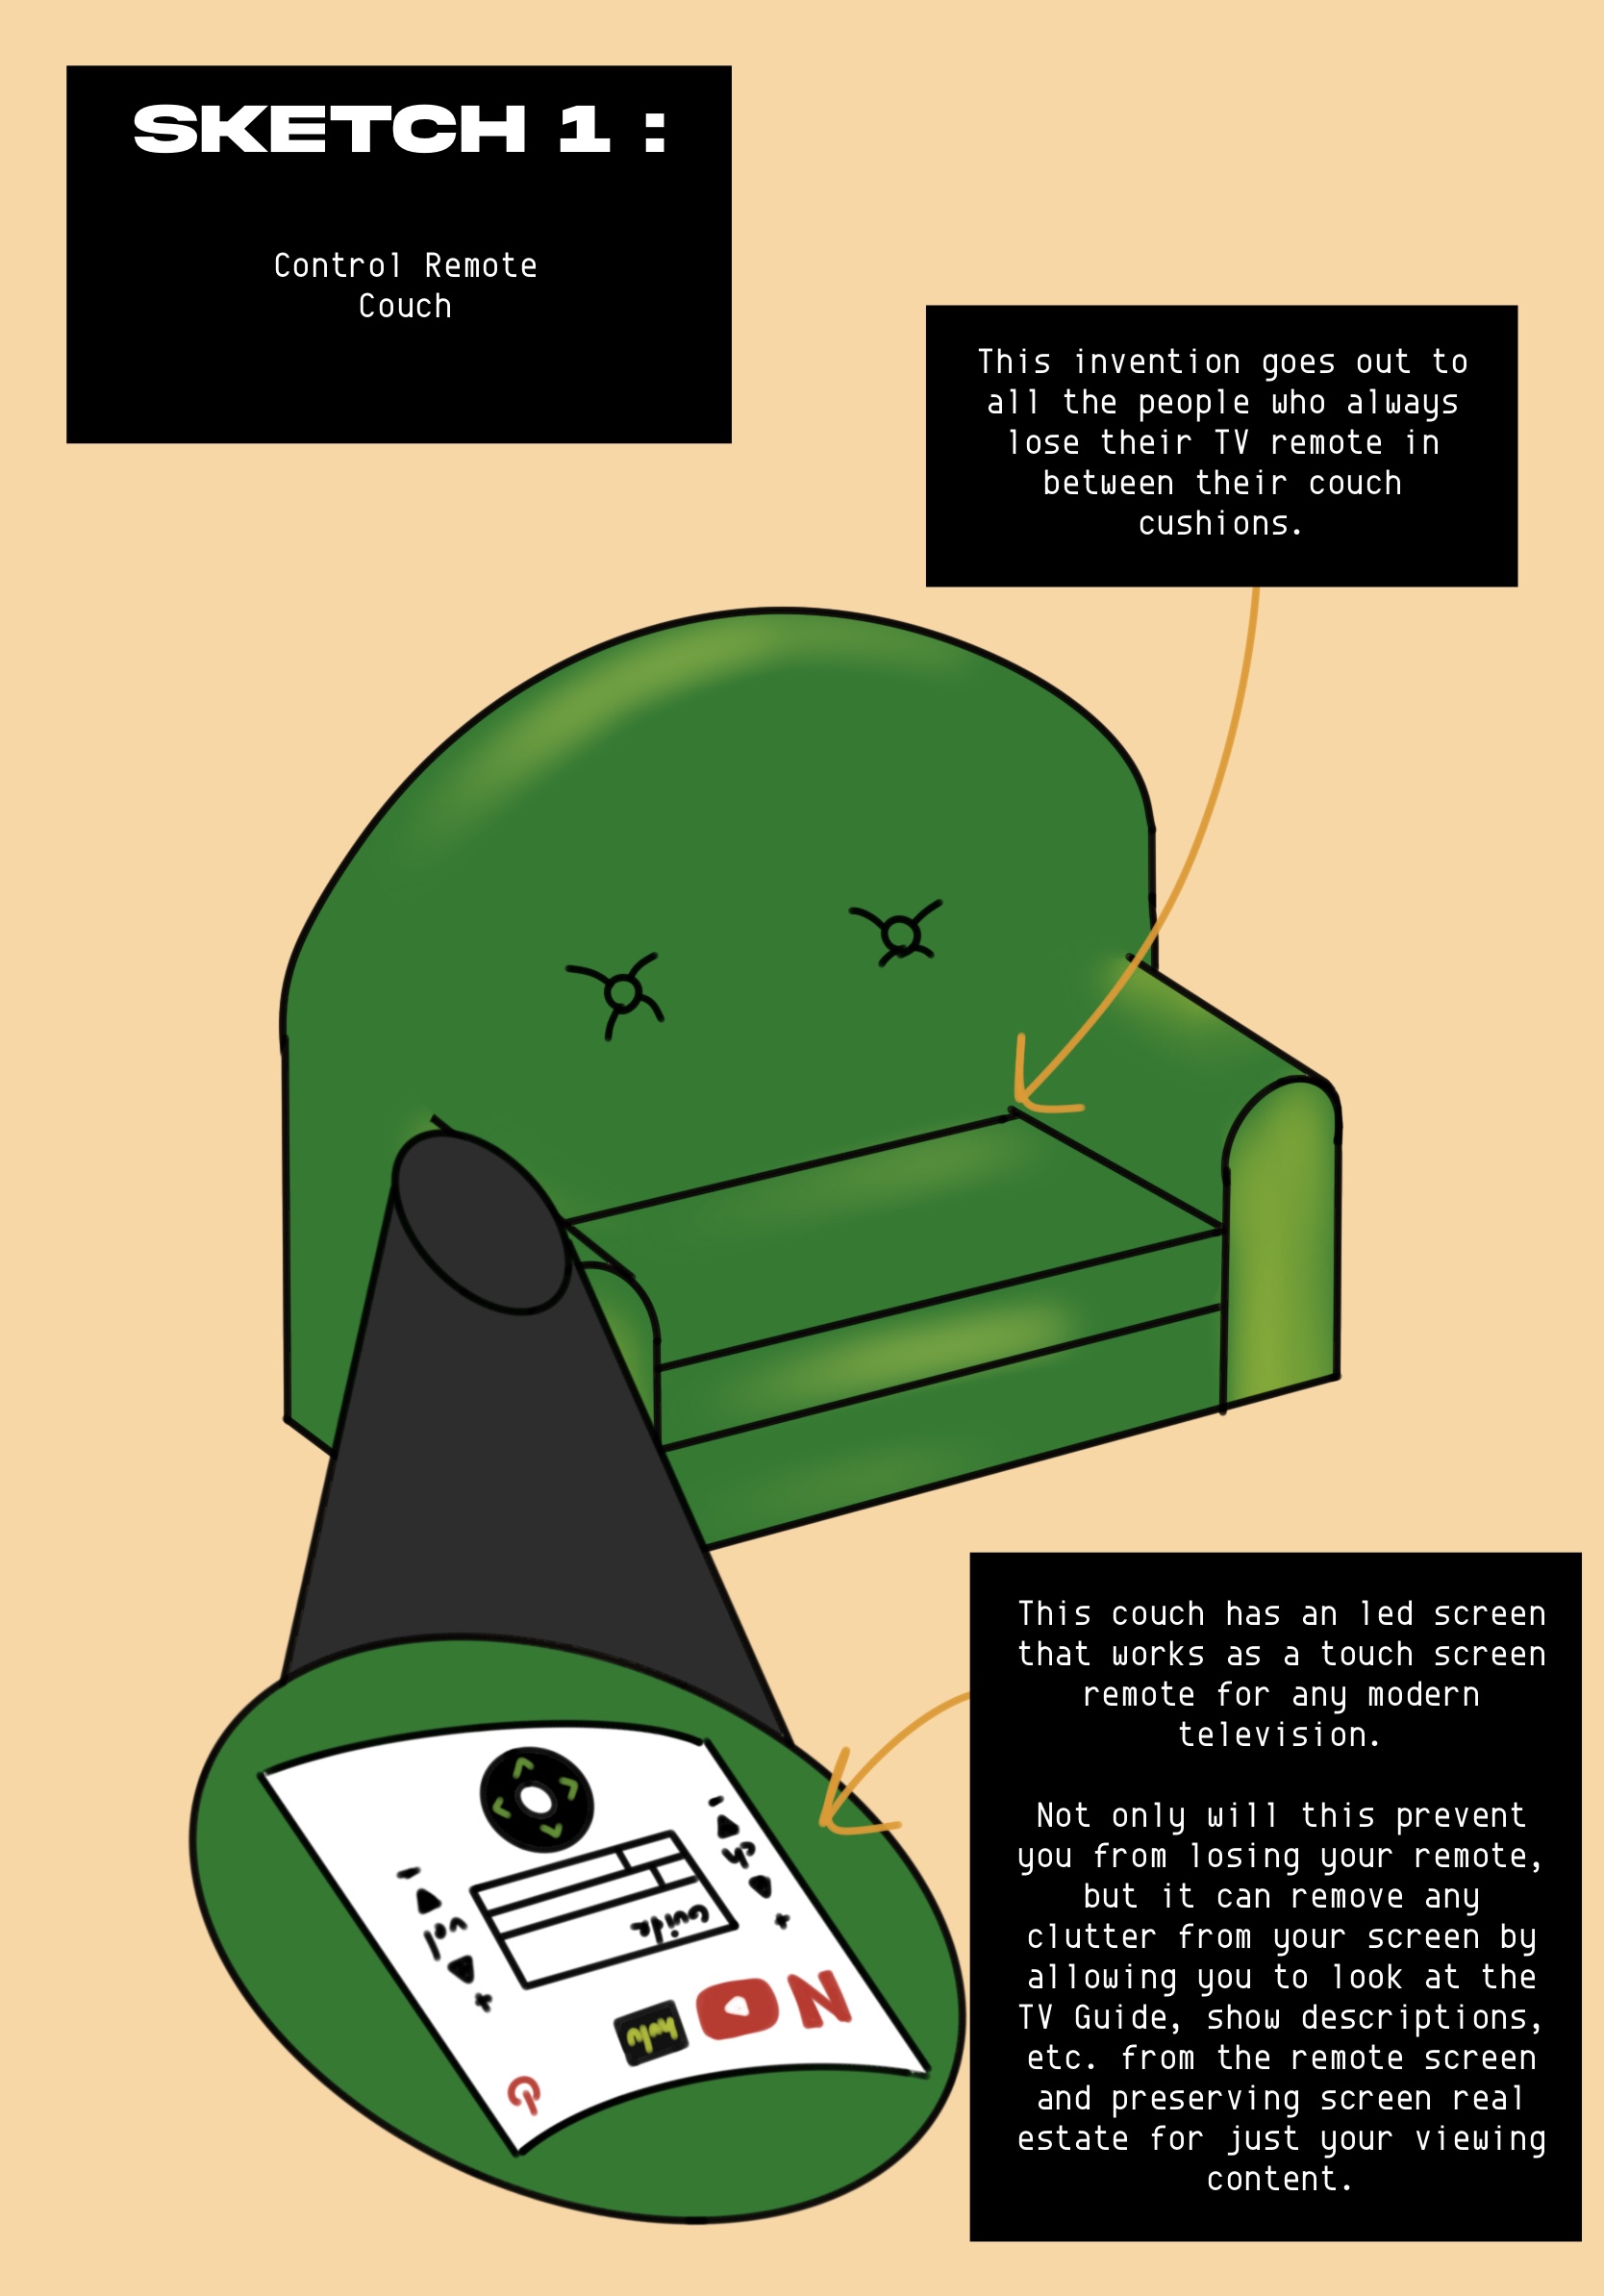 SKETCH 1 :
Control Remote
Couch
This invention goes out to
all the people who always
lose their TV remote in
between their couch
cushions.
This couch has an led screen
that works as a touch screen
remote for any modern
television.
Not only will this prevent
you from losing your remote,
but it can remove any
clutter from your screen by
allowing you to look at the
TV Guide, show descriptions,
etc. from the remote screen
and preserving screen real
estate for just your viewing
content.
- ch +
- vol +
Guide
N
hulu